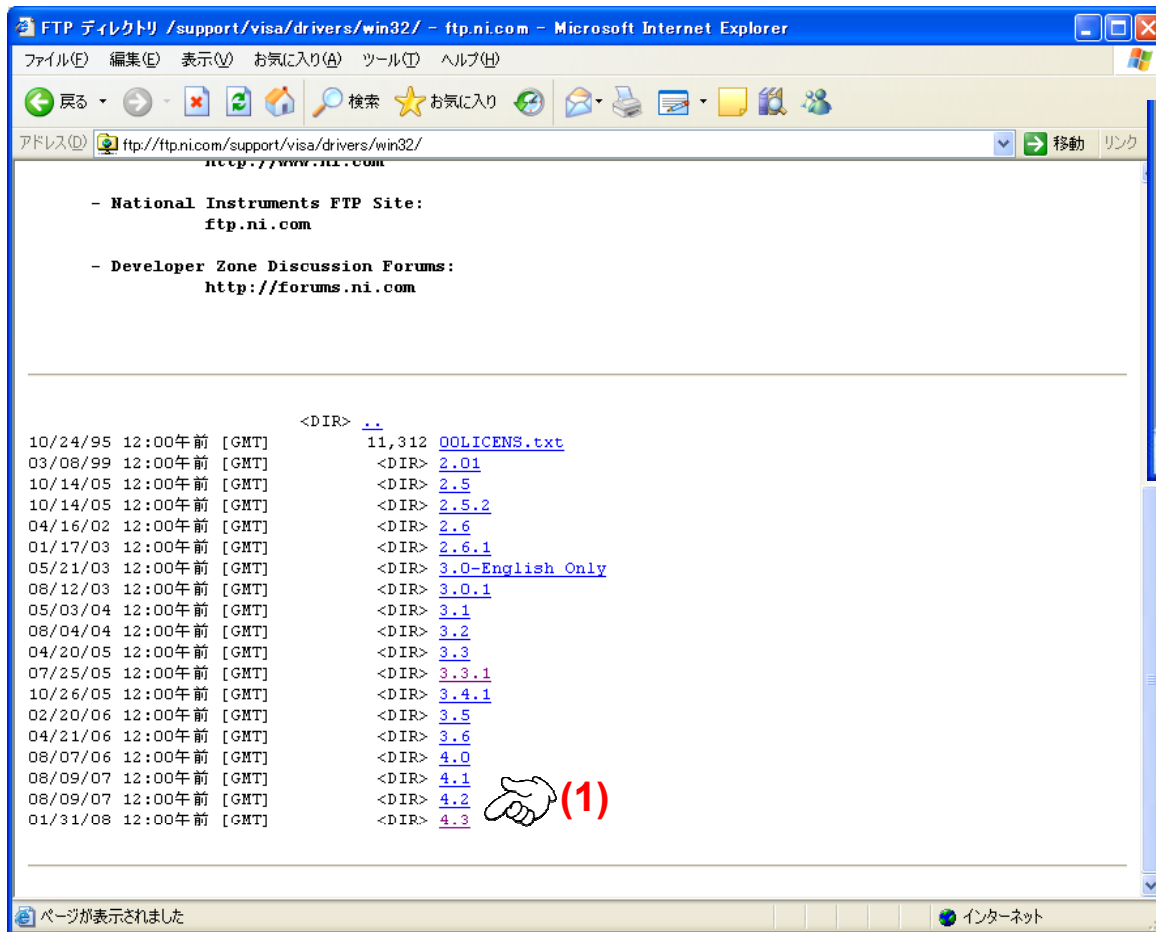 FTP ディレクトリ /support/visa/drivers/win32/ - ftp.ni.com - Microsoft Internet Explorer
ファイル(F) 編集(E) 表示(V) お気に入り(A) ツール(T) ヘルプ(H)
戻る 検索 お気に入り
アドレス(D) ftp://ftp.ni.com/support/visa/drivers/win32/ 移動 リンク
http://www.ni.com
- National Instruments FTP Site:
ftp.ni.com
- Developer Zone Discussion Forums:
http://forums.ni.com
<DIR> ..
10/24/95 12:00午前 [GMT] 11,312 00LICENS.txt
03/08/99 12:00午前 [GMT] <DIR> 2.01
10/14/05 12:00午前 [GMT] <DIR> 2.5
10/14/05 12:00午前 [GMT] <DIR> 2.5.2
04/16/02 12:00午前 [GMT] <DIR> 2.6
01/17/03 12:00午前 [GMT] <DIR> 2.6.1
05/21/03 12:00午前 [GMT] <DIR> 3.0-English Only
08/12/03 12:00午前 [GMT] <DIR> 3.0.1
05/03/04 12:00午前 [GMT] <DIR> 3.1
08/04/04 12:00午前 [GMT] <DIR> 3.2
04/20/05 12:00午前 [GMT] <DIR> 3.3
07/25/05 12:00午前 [GMT] <DIR> 3.3.1
10/26/05 12:00午前 [GMT] <DIR> 3.4.1
02/20/06 12:00午前 [GMT] <DIR> 3.5
04/21/06 12:00午前 [GMT] <DIR> 3.6
08/07/06 12:00午前 [GMT] <DIR> 4.0
08/09/07 12:00午前 [GMT] <DIR> 4.1
08/09/07 12:00午前 [GMT] <DIR> 4.2 (1)
01/31/08 12:00午前 [GMT] <DIR> 4.3
ページが表示されました インターネット